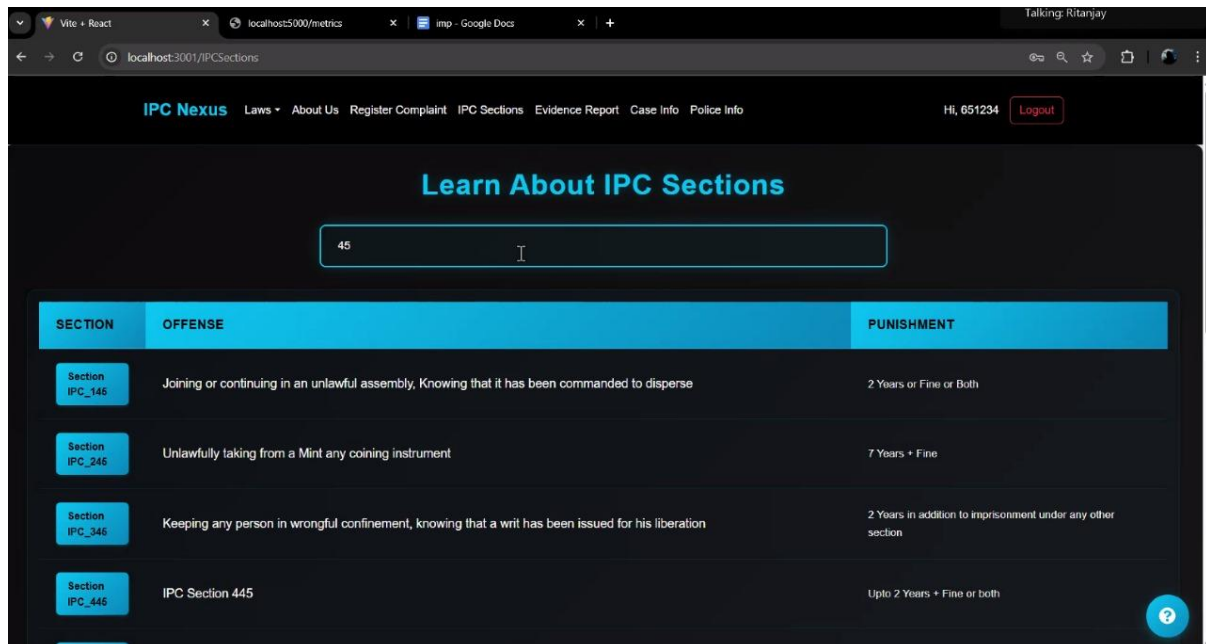 Talking: Ritanjay
Vite + React
localhost:5000/metrics
imp - Google Docs
localhost:3001/IPCSections
IPC Nexus Laws About Us Register Complaint IPC Sections Evidence Report Case Info Police Info Hi, 651234 Logout
Learn About IPC Sections
45
SECTION OFFENSE PUNISHMENT
Section
IPC_145
Joining or continuing in an unlawful assembly, Knowing that it has been commanded to disperse
2 Years or Fine or Both
Section
IPC_245
Unlawfully taking from a Mint any coining instrument
7 Years + Fine
Section
IPC_345
Keeping any person in wrongful confinement, knowing that a writ has been issued for his liberation
2 Years in addition to imprisonment under any other
section
Section
IPC_445
IPC Section 445
Upto 2 Years + Fine or both
?